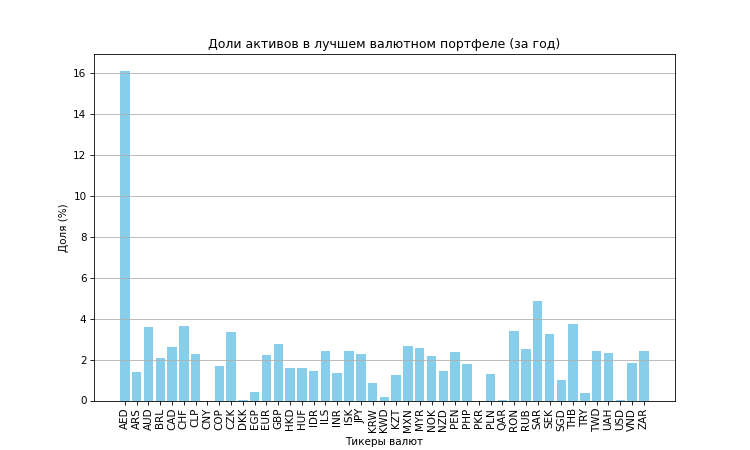 Доли активов в лучшем валютном портфеле (за год)
Доля (%)
16
14
12
10
8
6
4
2
0
AED ARS AUD BRL CAD CHF CLP CNY COP CZK DKK EGP EUR GBP HKD HUF IDR ILS INR ISK JPY KRW KWD KZT MXN MYR NOK NZD PEN PHP PKR PLN QAR RON RUB SAR SEK SGD THB TRY TWD UAH USD VND ZAR
Тикеры валют